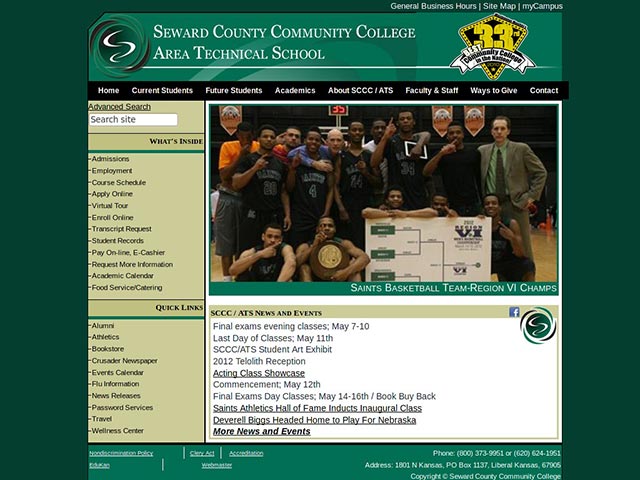 General Business Hours | Site Map | myCampus
SEWARD COUNTY COMMUNITY COLLEGE
AREA TECHNICAL SCHOOL
33
Community College
in the Nation!
Home Current Students Future Students Academics About SCCC / ATS Faculty & Staff Ways to Give Contact
Advanced Search
Search site
WHAT'S INSIDE
Admissions
Employment
Course Schedule
Apply Online
Virtual Tour
Enroll Online
Transcript Request
Student Records
Pay On-line, E-Cashier
Request More Information
Academic Calendar
Food Service/Catering
QUICK LINKS
Alumni
Athletics
Bookstore
Crusader Newspaper
Events Calendar
Flu Information
News Releases
Password Services
Travel
Wellness Center
35
20
4
2012
REGION
VI
SAINTS BASKETBALL TEAM-REGION VI CHAMPS
SCCC / ATS NEWS AND EVENTS
Final exams evening classes; May 7-10
Last Day of Classes; May 11th
SCCC/ATS Student Art Exhibit
2012 Telolith Reception
Acting Class Showcase
Commencement; May 12th
Final Exams Day Classes; May 14-16th / Book Buy Back
Saints Athletics Hall of Fame Inducts Inaugural Class
Deverell Biggs Headed Home to Play For Nebraska
More News and Events
Nondiscrimination Policy Clery Act Accreditation
EduKan Webmaster
Phone: (800) 373-9951 or (620) 624-1951
Address: 1801 N Kansas, PO Box 1137, Liberal Kansas, 67905
Copyright © Seward County Community College